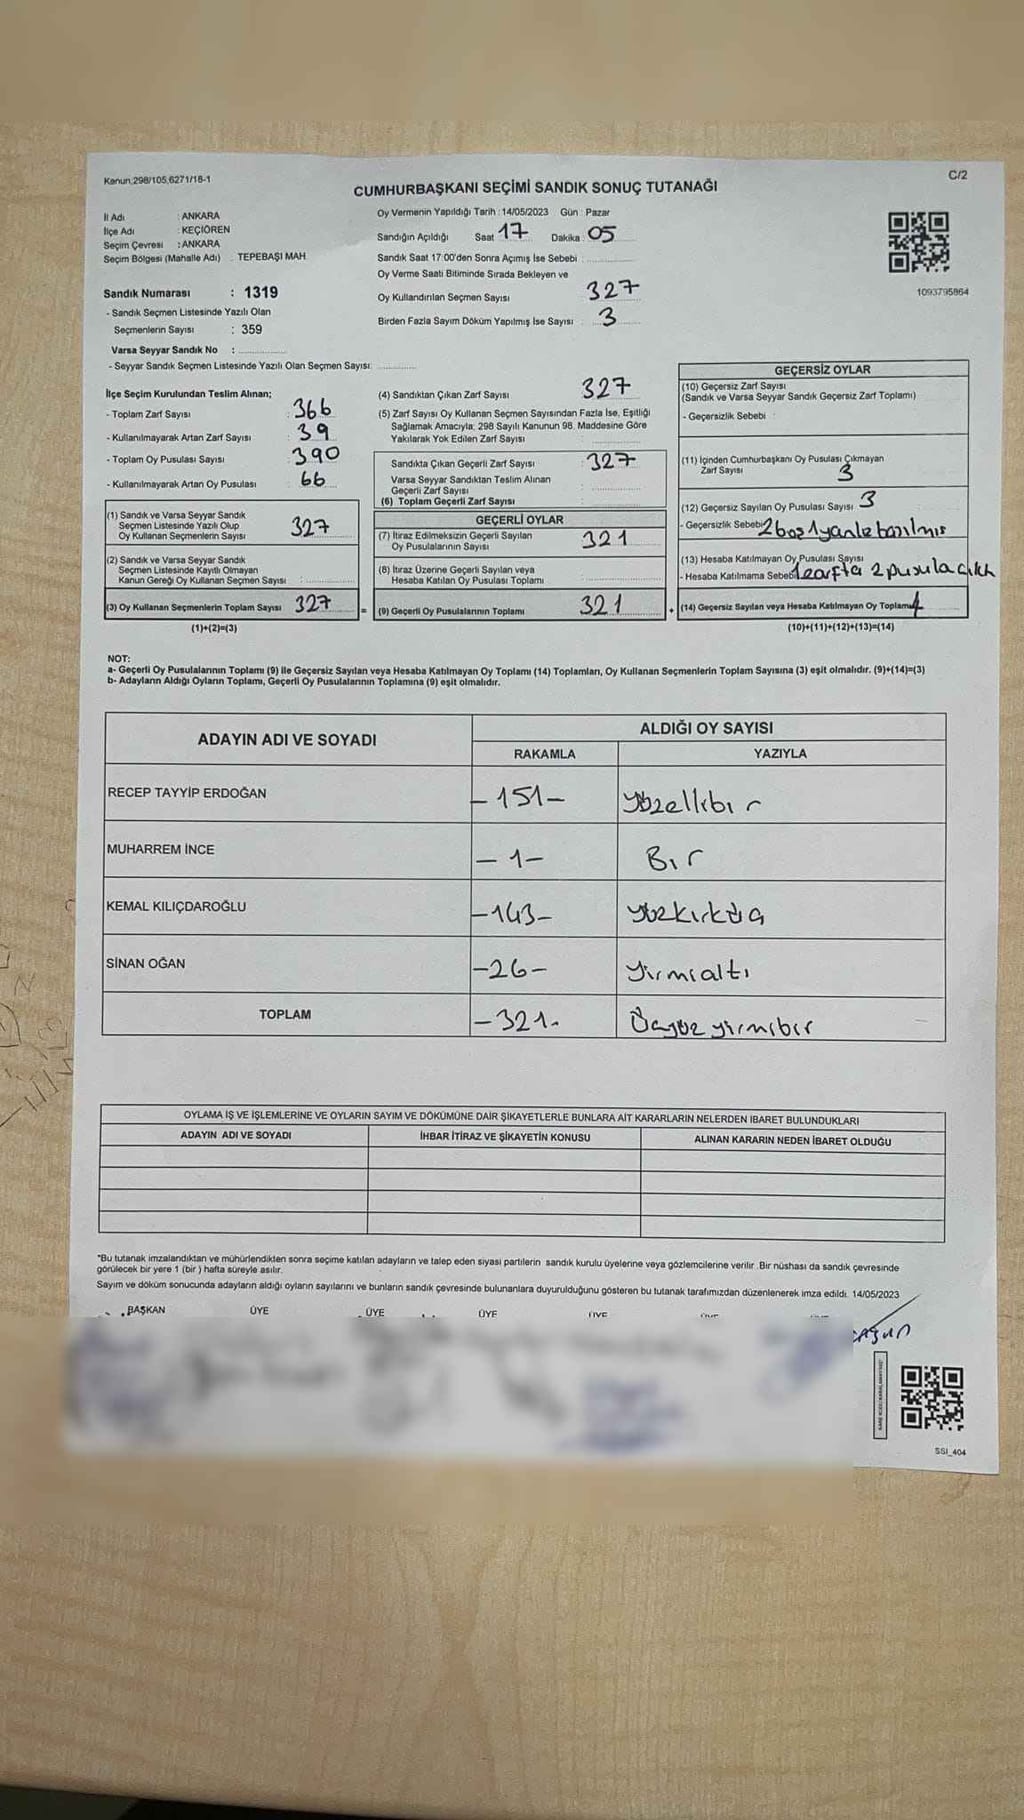 Kanun:298/105,6271/18-1
C/2
CUMHURBAŞKANI SEÇİMİ SANDIK SONUÇ TUTANAĞI
İl Adı : ANKARA
İlçe Adı : KEÇİÖREN
Seçim Çevresi : ANKARA
Seçim Bölgesi (Mahalle Adı) : TEPEBAŞI MAH.
Sandık Numarası : 1319
- Sandık Seçmen Listesinde Yazılı Olan
Seçmenlerin Sayısı : 359
Varsa Seyyar Sandık No :
- Seyyar Sandık Seçmen Listesinde Yazılı Olan Seçmen Sayısı:
Oy Vermenin Yapıldığı Tarih : 14/05/2023 Gün : Pazar
Sandığın Açıldığı Saat 17 Dakika : 05
Sandık Saat 17:00'den Sonra Açımış İse Sebebi :
Oy Verme Saati Bitiminde Sırada Bekleyen ve
Oy Kullandırılan Seçmen Sayısı 327
Birden Fazla Sayım Döküm Yapılmış İse Sayısı : 3
1093795864
İlçe Seçim Kurulundan Teslim Alınan;
- Toplam Zarf Sayısı : 366
- Kullanılmayarak Artan Zarf Sayısı : 39
- Toplam Oy Pusulası Sayısı : 390
- Kullanılmayarak Artan Oy Pusulası : 66
(1) Sandık ve Varsa Seyyar Sandık
Seçmen Listesinde Yazılı Olup
Oy Kullanan Seçmenlerin Sayısı : 327
(2) Sandık ve Varsa Seyyar Sandık
Seçmen Listesinde Kayıtlı Olmayan
Kanun Gereği Oy Kullanan Seçmen Sayısı :
(3) Oy Kullanan Seçmenlerin Toplam Sayısı : 327
(1)+(2)=(3)
(4) Sandıktan Çıkan Zarf Sayısı : 327
(5) Zarf Sayısı Oy Kullanan Seçmen Sayısından Fazla İse, Eşitliği
Sağlamak Amacıyla; 298 Sayılı Kanunun 98. Maddesine Göre
Yakılarak Yok Edilen Zarf Sayısı :
Sandıkta Çıkan Geçerli Zarf Sayısı : 327
Varsa Seyyar Sandıktan Teslim Alınan
Geçerli Zarf Sayısı :
(6) Toplam Geçerli Zarf Sayısı :
GEÇERLİ OYLAR
(7) İtiraz Edilmeksizin Geçerli Sayılan
Oy Pusulalarının Sayısı : 321
(8) İtiraz Üzerine Geçerli Sayılan veya
Hesaba Katılan Oy Pusulası Toplamı :
= (9) Geçerli Oy Pusulalarının Toplamı : 321 +
GEÇERSİZ OYLAR
(10) Geçersiz Zarf Sayısı
(Sandık ve Varsa Seyyar Sandık Geçersiz Zarf Toplamı)
- Geçersizlik Sebebi :
(11) İçinden Cumhurbaşkanı Oy Pusulası Çıkmayan
Zarf Sayısı 3
(12) Geçersiz Sayılan Oy Pusulası Sayısı : 3
- Geçersizlik Sebebi : 2 boş 1 yanlış basılmış
(13) Hesaba Katılmayan Oy Pusulası Sayısı
- Hesaba Katılmama Sebebi 1 zarfta 2 pusula çıktı
(14) Geçersiz Sayılan veya Hesaba Katılmayan Oy Toplamı 4
(10)+(11)+(12)+(13)=(14)
NOT:
a- Geçerli Oy Pusulalarının Toplamı (9) ile Geçersiz Sayılan veya Hesaba Katılmayan Oy Toplamı (14) Toplamları, Oy Kullanan Seçmenlerin Toplam Sayısına (3) eşit olmalıdır. (9)+(14)=(3)
b- Adayların Aldığı Oyların Toplamı, Geçerli Oy Pusulalarının Toplamına (9) eşit olmalıdır.
ADAYIN ADI VE SOYADI
ALDIĞI OY SAYISI
RAKAMLA YAZIYLA
RECEP TAYYİP ERDOĞAN -151- Yüzellibir
MUHARREM İNCE -1- Bir
KEMAL KILIÇDAROĞLU -143- Yüzkırküç
SİNAN OĞAN -26- Yirmialtı
TOPLAM -321- Üçyüzyirmibir
OYLAMA İŞ VE İŞLEMLERİNE VE OYLARIN SAYIM VE DÖKÜMÜNE DAİR ŞİKAYETLERLE BUNLARA AİT KARARLARIN NELERDEN İBARET BULUNDUKLARI
ADAYIN ADI VE SOYADI İHBAR İTİRAZ VE ŞİKAYETİN KONUSU ALINAN KARARIN NEDEN İBARET OLDUĞU
*Bu tutanak imzalandıktan ve mühürlendikten sonra seçime katılan adayların ve talep eden siyasi partilerin sandık kurulu üyelerine veya gözlemcilerine verilir. Bir nüshası da sandık çevresinde
görülecek bir yere 1 (bir) hafta süreyle asılır.
Sayım ve döküm sonucunda adayların aldığı oyların sayılarını ve bunların sandık çevresinde bulunanlara duyurulduğunu gösteren bu tutanak tarafımızdan düzenlenerek imza edildi. 14/05/2023
BAŞKAN ÜYE ÜYE ÜYE ÜYE
SSI_404